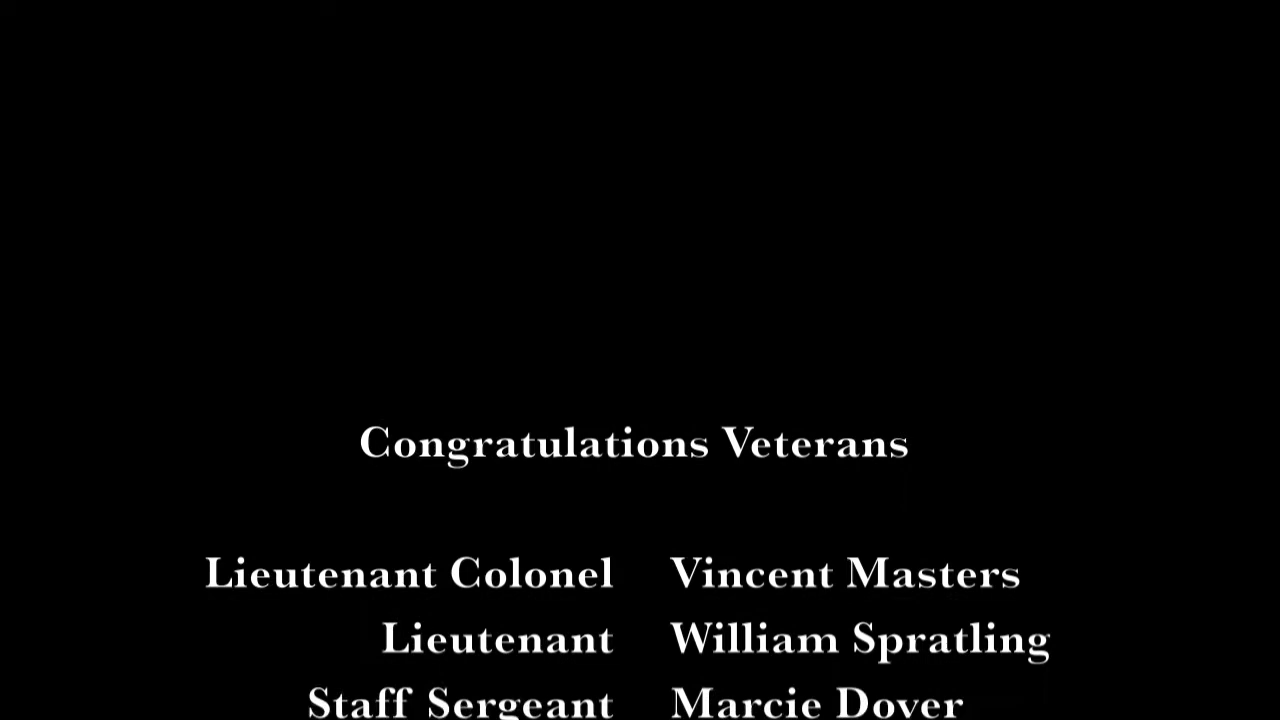 Congratulations Veterans
Lieutenant Colonel Vincent Masters
Lieutenant William Spratling
Staff Sergeant Marcie Dover